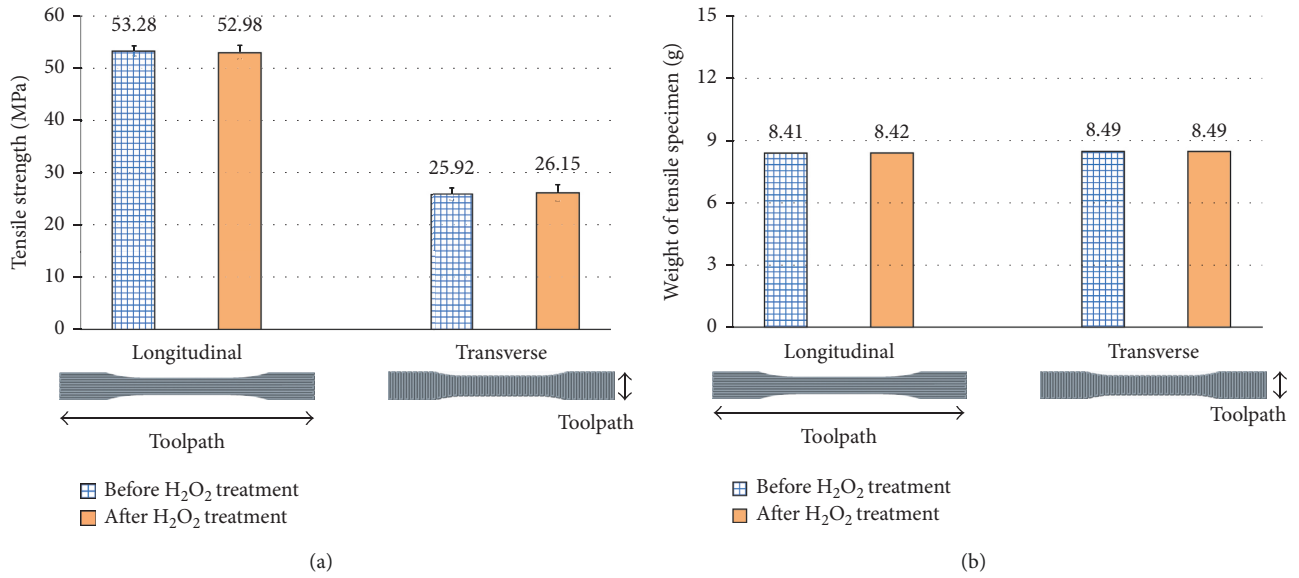 60
50
40
30
20
10
0
Tensile strength (MPa)
53.28
52.98
25.92
26.15
Longitudinal
Transverse
Toolpath
Toolpath
Before H₂O₂ treatment
After H₂O₂ treatment
(a)
15
12
9
6
3
0
Weight of tensile specimen (g)
8.41
8.42
8.49
8.49
Longitudinal
Transverse
Toolpath
Toolpath
Before H₂O₂ treatment
After H₂O₂ treatment
(b)